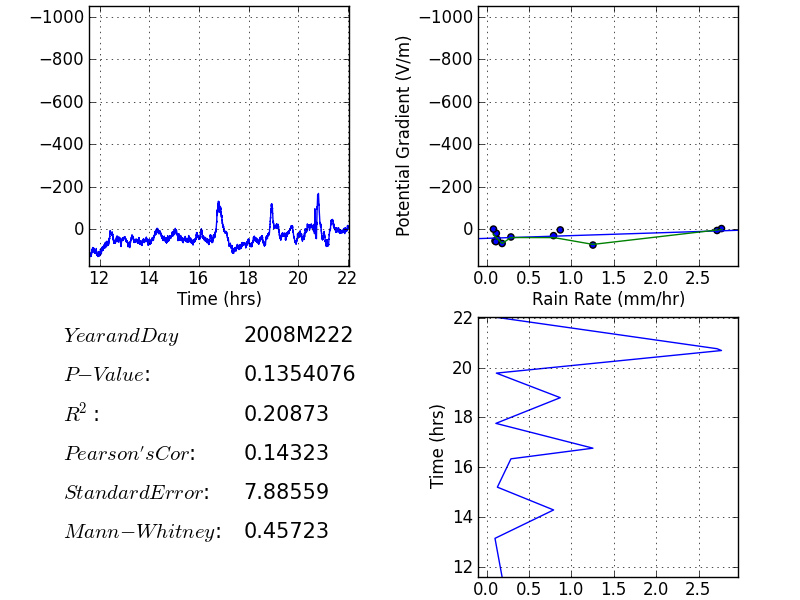 −1000
−800
−600
−400
−200
0
12 14 16 18 20 22
Time (hrs)
Potential Gradient (V/m)
−1000
−800
−600
−400
−200
0
0.0 0.5 1.0 1.5 2.0 2.5
Rain Rate (mm/hr)
YearandDay 2008M222
P−Value: 0.1354076
R²: 0.20873
Pearson'sCor: 0.14323
StandardError: 7.88559
Mann−Whitney: 0.45723
Time (hrs)
22
20
18
16
14
12
0.0 0.5 1.0 1.5 2.0 2.5